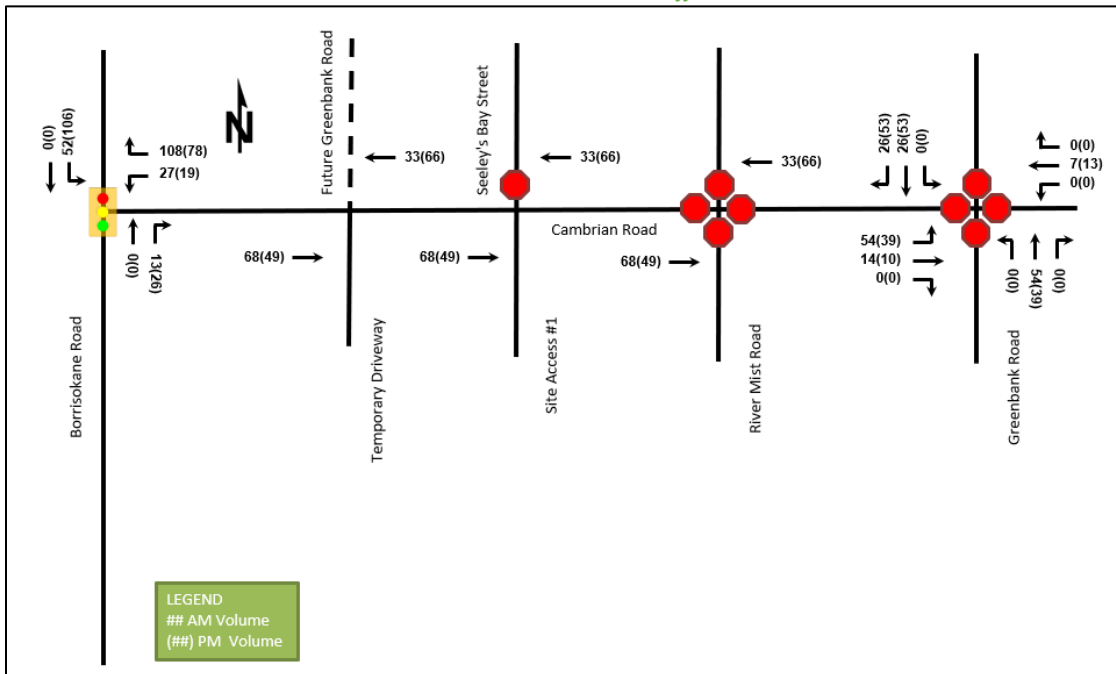 0(0)
52(106)
108(78)
27(19)
0(0)
13(26)
N
Borrisokane Road
Future Greenbank Road
33(66)
68(49)
Temporary Driveway
Seeley's Bay Street
33(66)
68(49)
Cambrian Road
Site Access #1
33(66)
68(49)
River Mist Road
26(53)
26(53)
0(0)
0(0)
7(13)
0(0)
54(39)
14(10)
0(0)
0(0)
54(39)
0(0)
Greenbank Road
LEGEND
## AM Volume
(##) PM Volume